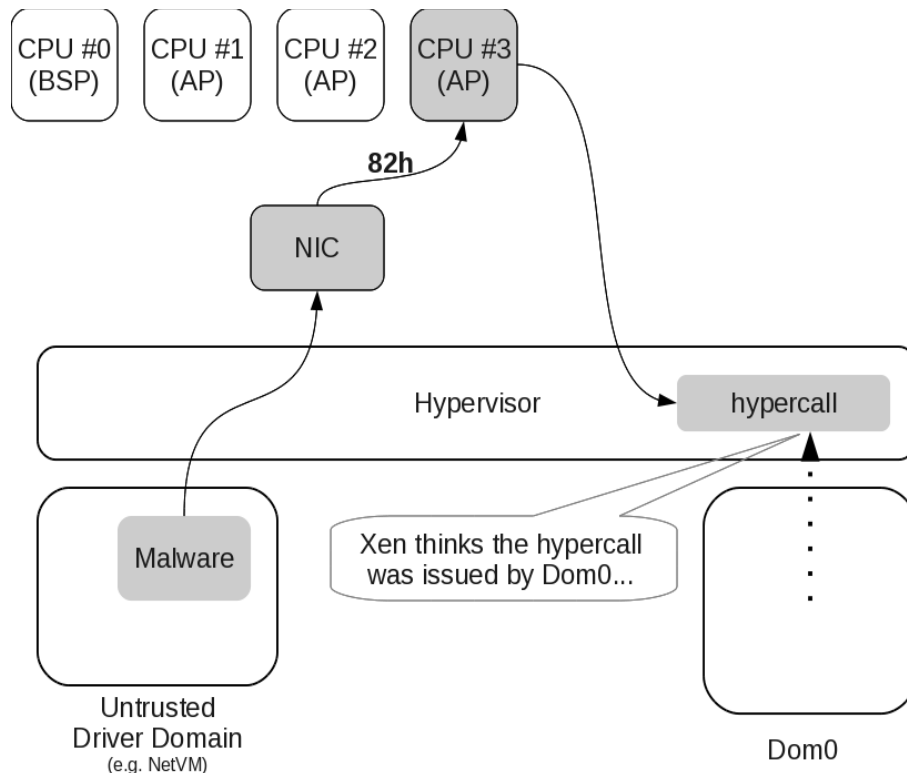 CPU #0
(BSP)
CPU #1
(AP)
CPU #2
(AP)
CPU #3
(AP)
82h
NIC
Hypervisor
hypercall
Malware
Xen thinks the hypercall
was issued by Dom0...
Untrusted
Driver Domain
(e.g. NetVM)
Dom0